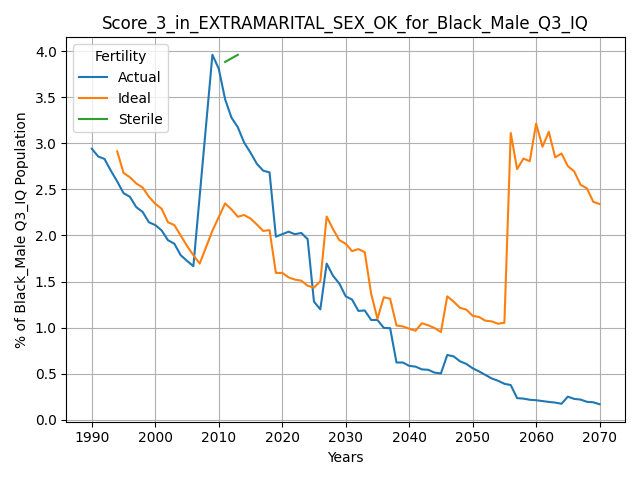 Score_3_in_EXTRAMARITAL_SEX_OK_for_Black_Male_Q3_IQ
% of Black_Male Q3_IQ Population
4.0
3.5
3.0
2.5
2.0
1.5
1.0
0.5
0.0
Fertility
Actual
Ideal
Sterile
1990 2000 2010 2020 2030 2040 2050 2060 2070
Years